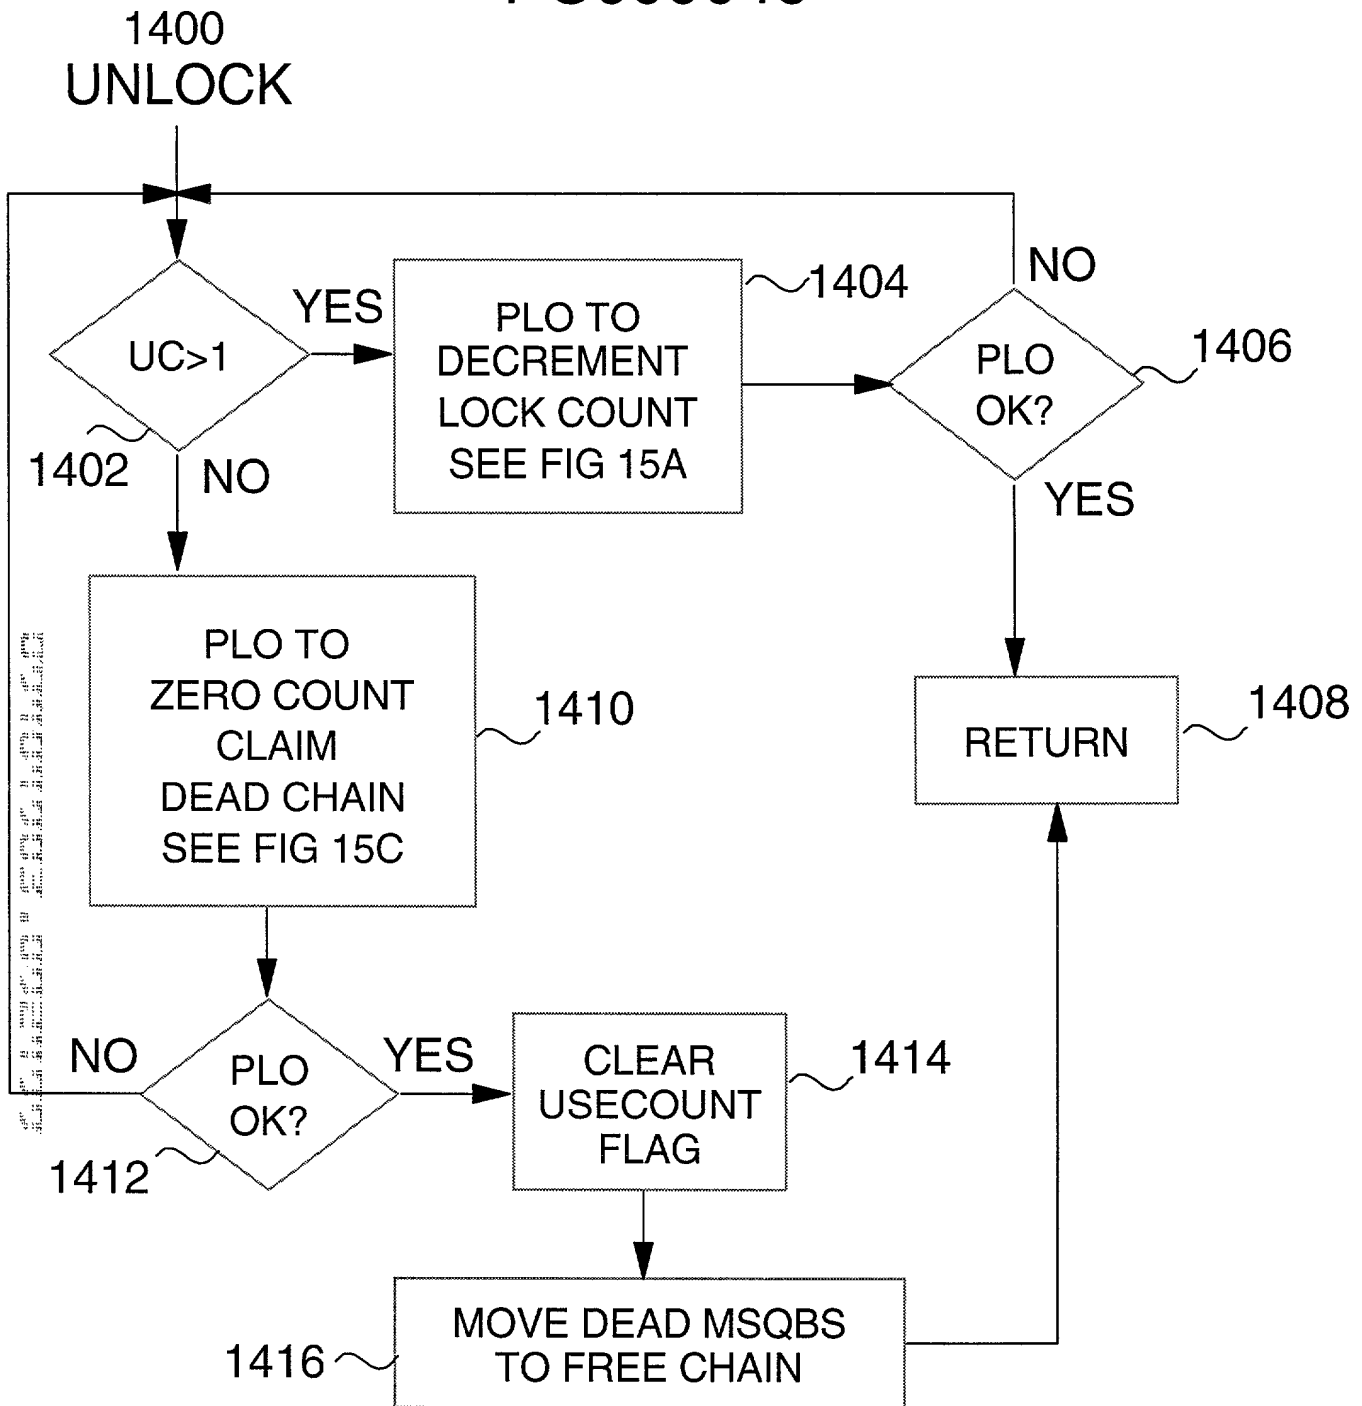 1400
UNLOCK
UC>1
YES
1402
NO
PLO TO
DECREMENT
LOCK COUNT
SEE FIG 15A
1404
NO
PLO
OK?
1406
YES
PLO TO
ZERO COUNT
CLAIM
DEAD CHAIN
SEE FIG 15C
1410
RETURN
1408
NO
PLO
OK?
YES
1412
CLEAR
USECOUNT
FLAG
1414
MOVE DEAD MSQBS
TO FREE CHAIN
1416